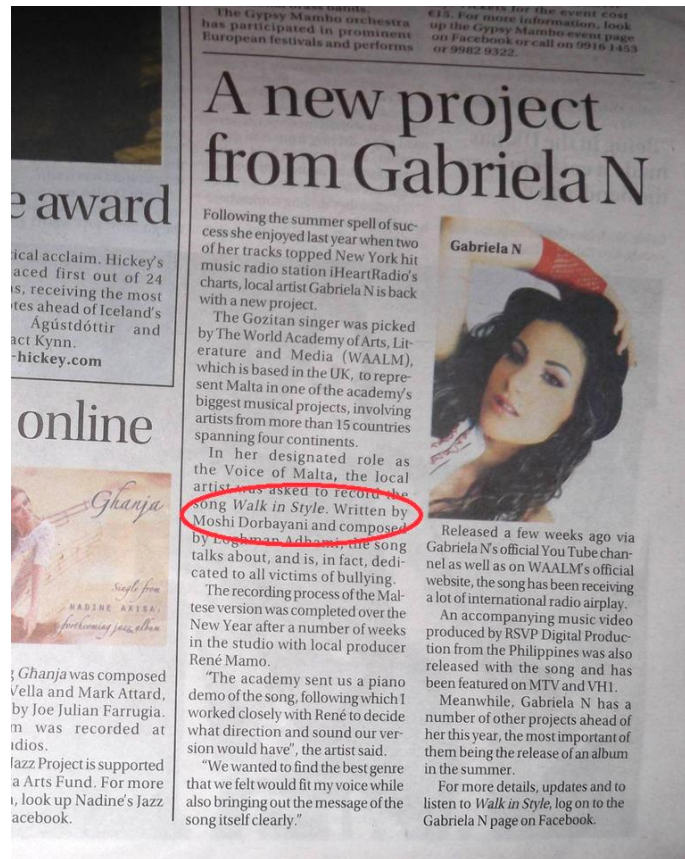 The Gypsy Mambo orchestra
has participated in prominent
European festivals and performs
€15. For more information, look
up the Gypsy Mambo event page
on Facebook or call on 9916 1453
or 9982 9322.
e award
ical acclaim. Hickey's
aced first out of 24
s, receiving the most
tes ahead of Iceland's
Ágústdóttir and
act Kynn.
-hickey.com
online
Ghanja
Single from
NADINE AXISA,
forthcoming jazz album
Għanja was composed
Vella and Mark Attard,
by Joe Julian Farrugia.
m was recorded at
udios.
Jazz Project is supported
a Arts Fund. For more
, look up Nadine's Jazz
acebook.
A new project
from Gabriela N
Following the summer spell of suc-
cess she enjoyed last year when two
of her tracks topped New York hit
music radio station iHeartRadio's
charts, local artist Gabriela N is back
with a new project.
The Gozitan singer was picked
by The World Academy of Arts, Lit-
erature and Media (WAALM),
which is based in the UK, to repre-
sent Malta in one of the academy's
biggest musical projects, involving
artists from more than 15 countries
spanning four continents.
In her designated role as
the Voice of Malta, the local
artist was asked to record the
song Walk in Style. Written by
Moshi Dorbayani and composed
by Loghman Adhami, the song
talks about, and is, in fact, dedi-
cated to all victims of bullying.
The recording process of the Mal-
tese version was completed over the
New Year after a number of weeks
in the studio with local producer
René Mamo.
"The academy sent us a piano
demo of the song, following which I
worked closely with René to decide
what direction and sound our ver-
sion would have", the artist said.
"We wanted to find the best genre
that we felt would fit my voice while
also bringing out the message of the
song itself clearly."
Gabriela N
Released a few weeks ago via
Gabriela N's official You Tube chan-
nel as well as on WAALM's official
website, the song has been receiving
a lot of international radio airplay.
An accompanying music video
produced by RSVP Digital Produc-
tion from the Philippines was also
released with the song and has
been featured on MTV and VH1.
Meanwhile, Gabriela N has a
number of other projects ahead of
her this year, the most important of
them being the release of an album
in the summer.
For more details, updates and to
listen to Walk in Style, log on to the
Gabriela N page on Facebook.